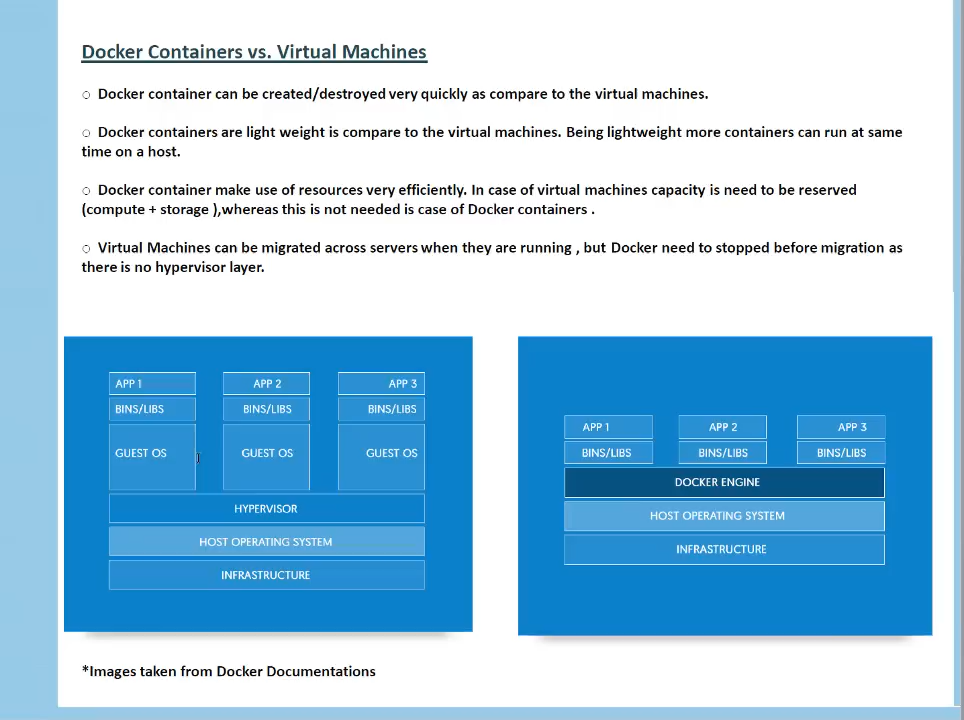 Docker Containers vs. Virtual Machines
○ Docker container can be created/destroyed very quickly as compare to the virtual machines.
○ Docker containers are light weight is compare to the virtual machines. Being lightweight more containers can run at same
time on a host.
○ Docker container make use of resources very efficiently. In case of virtual machines capacity is need to be reserved
(compute + storage ),whereas this is not needed is case of Docker containers .
○ Virtual Machines can be migrated across servers when they are running , but Docker need to stopped before migration as
there is no hypervisor layer.
APP 1 APP 2 APP 3
BINS/LIBS BINS/LIBS BINS/LIBS
GUEST OS GUEST OS GUEST OS
HYPERVISOR
HOST OPERATING SYSTEM
INFRASTRUCTURE
APP 1 APP 2 APP 3
BINS/LIBS BINS/LIBS BINS/LIBS
DOCKER ENGINE
HOST OPERATING SYSTEM
INFRASTRUCTURE
*Images taken from Docker Documentations